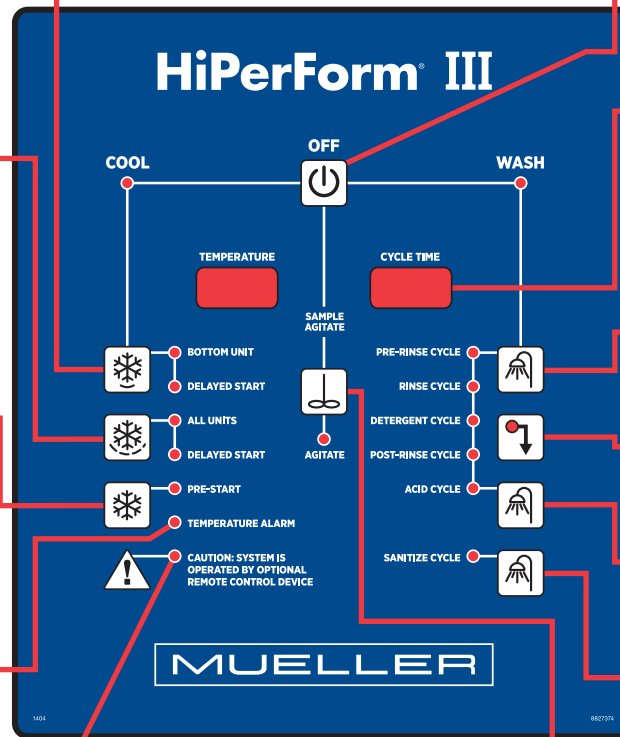 HiPerForm® III
OFF
COOL
WASH
TEMPERATURE
CYCLE TIME
SAMPLE
AGITATE
BOTTOM UNIT
DELAYED START
ALL UNITS
DELAYED START
PRE-START
TEMPERATURE ALARM
CAUTION: SYSTEM IS
OPERATED BY OPTIONAL
REMOTE CONTROL DEVICE
AGITATE
PRE-RINSE CYCLE
RINSE CYCLE
DETERGENT CYCLE
POST-RINSE CYCLE
ACID CYCLE
SANITIZE CYCLE
MUELLER
1404
8827374